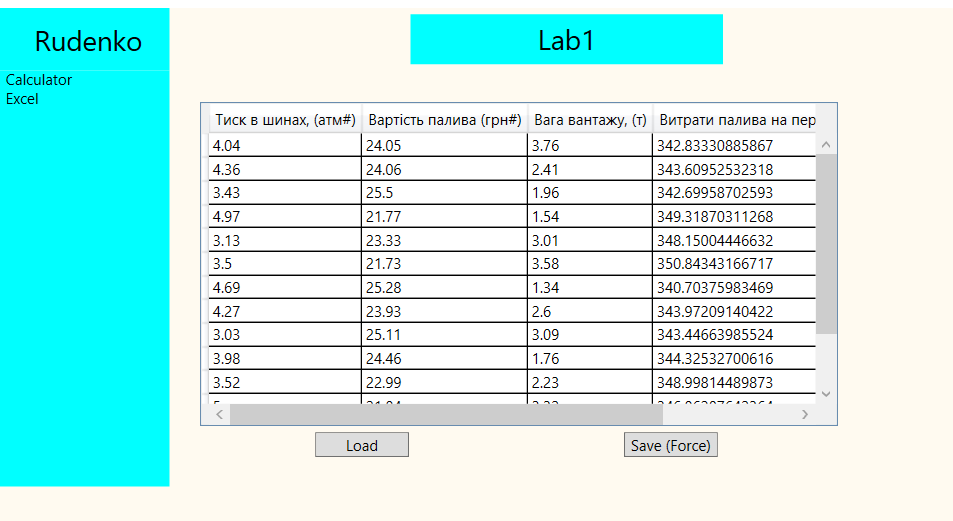 Rudenko
Lab1
Calculator
Excel
Тиск в шинах, (атм#) Вартість палива (грн#) Вага вантажу, (т) Витрати палива на пер
4.04 24.05 3.76 342.83330885867
4.36 24.06 2.41 343.60952532318
3.43 25.5 1.96 342.69958702593
4.97 21.77 1.54 349.31870311268
3.13 23.33 3.01 348.15004446632
3.5 21.73 3.58 350.84343166717
4.69 25.28 1.34 340.70375983469
4.27 23.93 2.6 343.97209140422
3.03 25.11 3.09 343.44663985524
3.98 24.46 1.76 344.32532700616
3.52 22.99 2.23 348.99814489873
Load Save (Force)